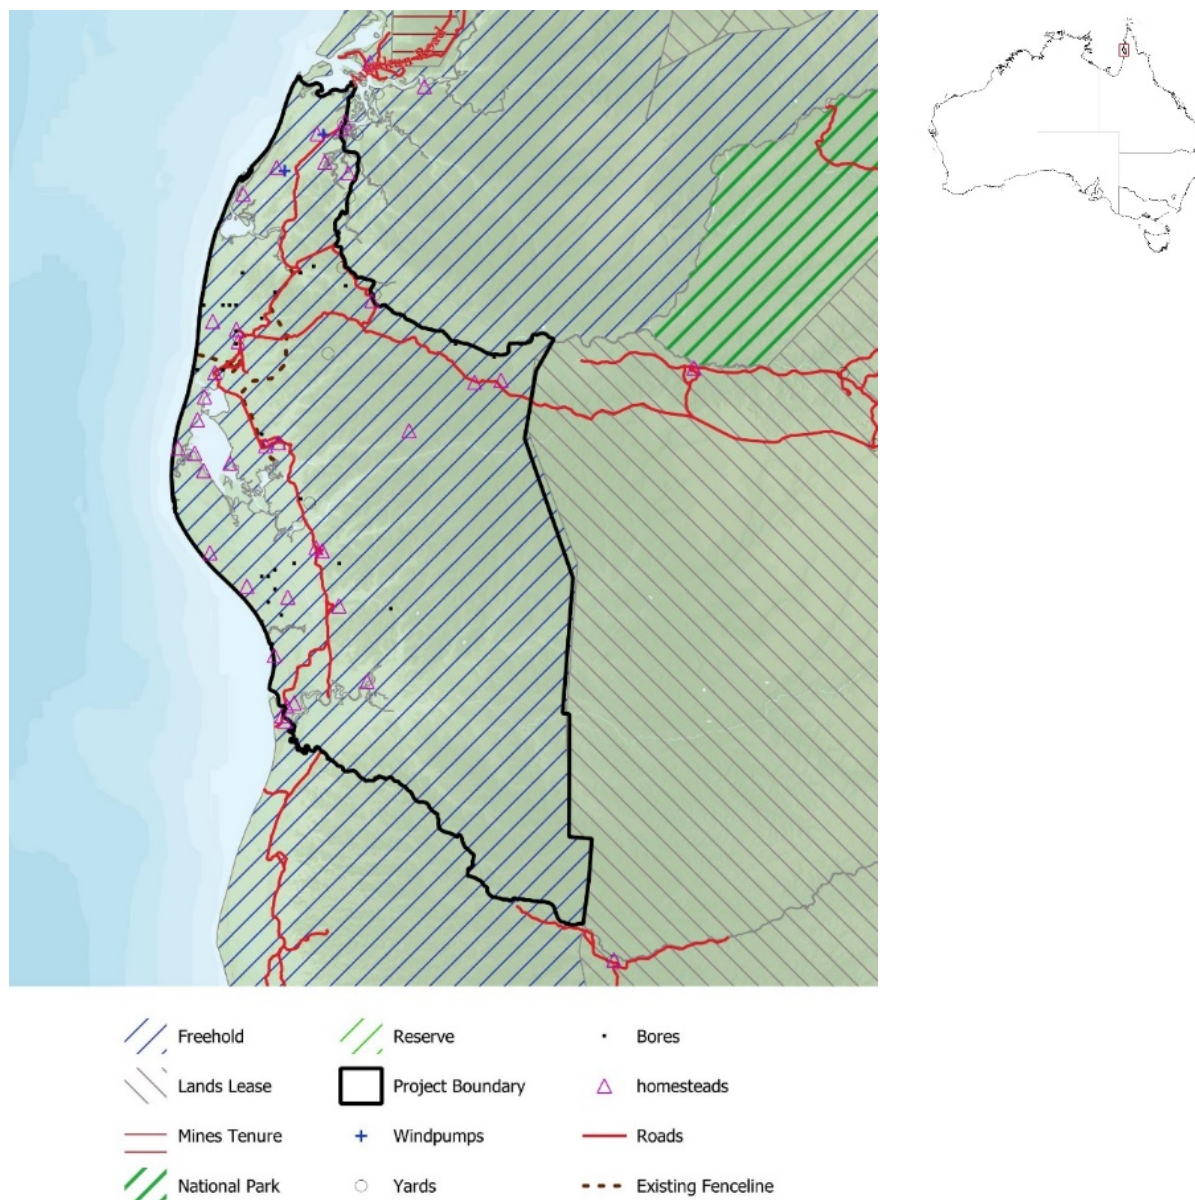 Freehold
Reserve
Bores
Lands Lease
Project Boundary
homesteads
Mines Tenure
Windpumps
Roads
National Park
Yards
Existing Fenceline